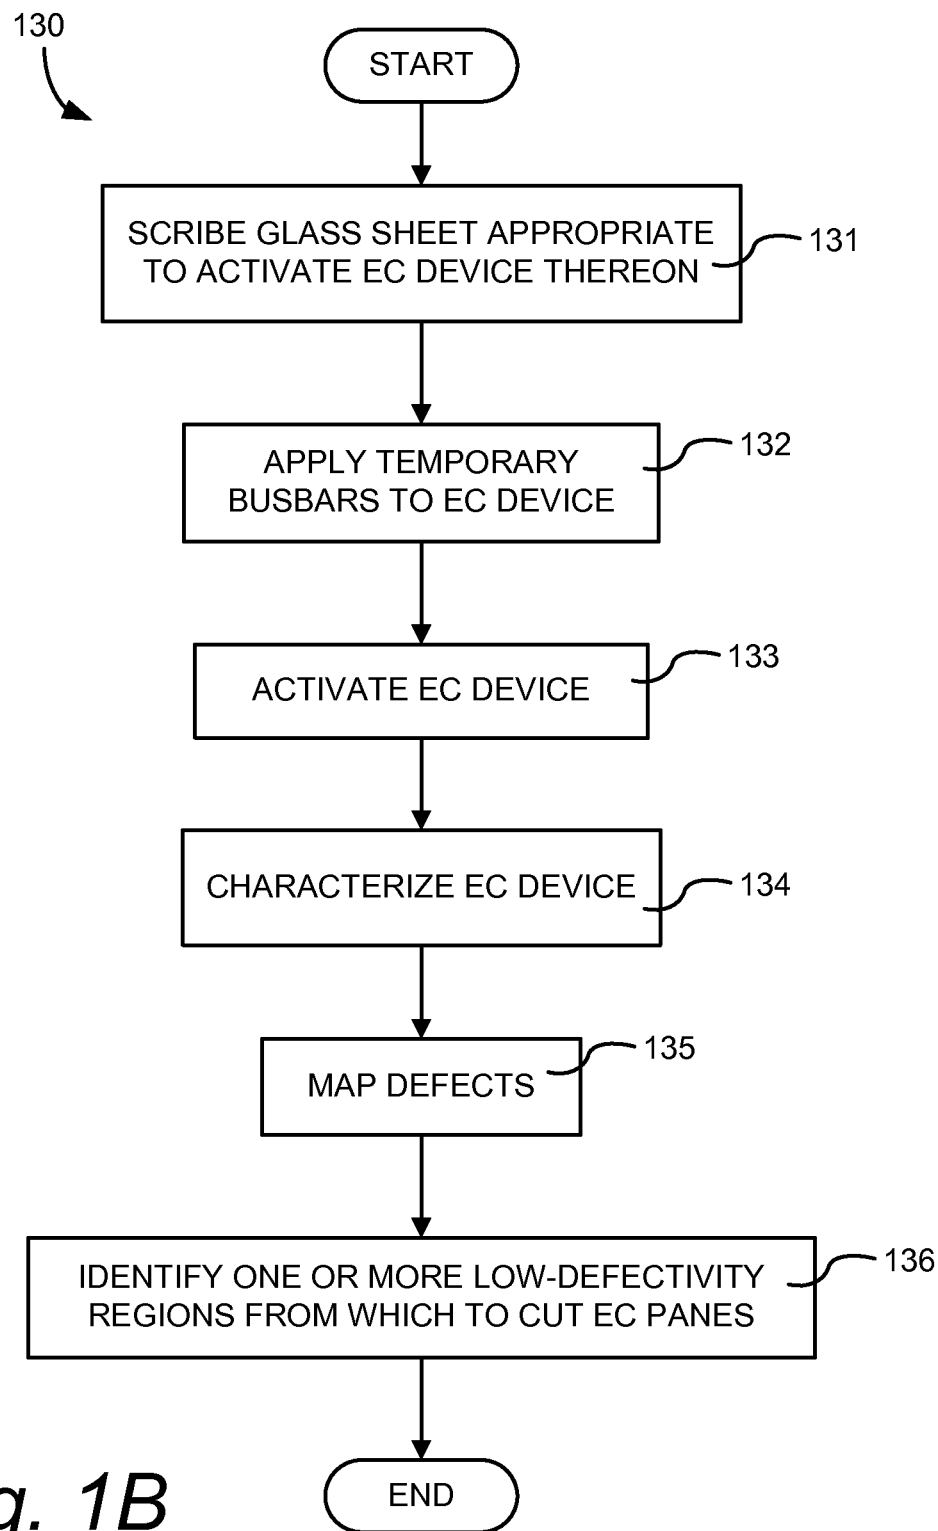 130
START
SCRIBE GLASS SHEET APPROPRIATE
TO ACTIVATE EC DEVICE THEREON
131
APPLY TEMPORARY
BUSBARS TO EC DEVICE
132
ACTIVATE EC DEVICE
133
CHARACTERIZE EC DEVICE
134
MAP DEFECTS
135
IDENTIFY ONE OR MORE LOW-DEFECTIVITY
REGIONS FROM WHICH TO CUT EC PANES
136
END
1B